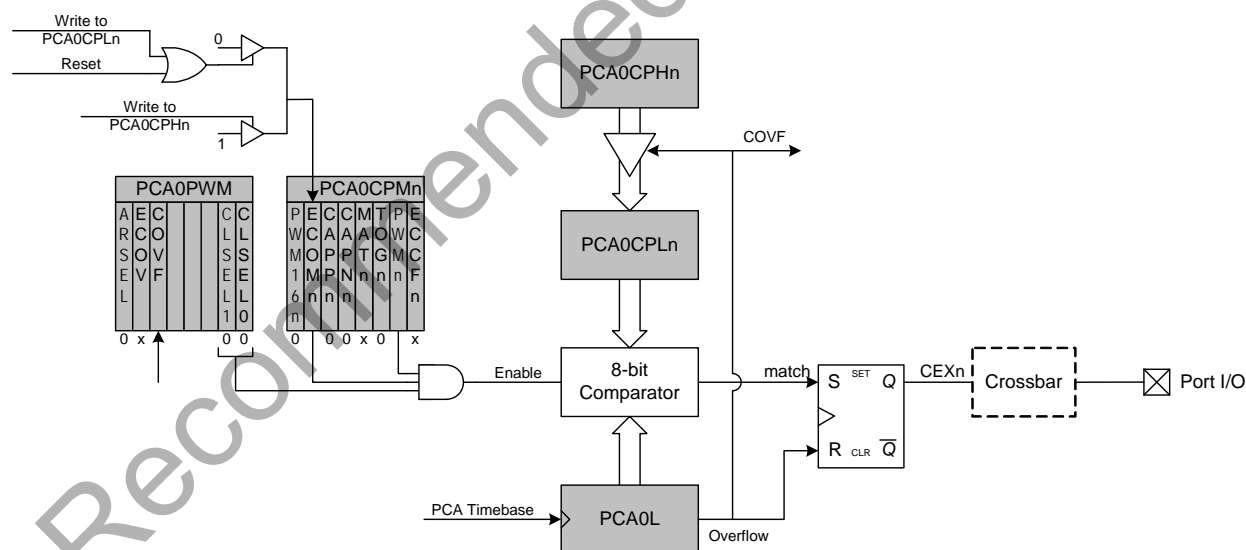 Write to
PCA0CPLn
Reset
0
Write to
PCA0CPHn
1
PCA0CPHn
COVF
PCA0PWM
ARSEL ECOV COVF CLSEL1 CLSEL0
0 x 0 0
PCA0CPMn
PWM16n ECOMn CAPPn CAPNn MATn TOGn PWMn ECCFn
0 0 0 x 0 x
PCA0CPLn
Enable
8-bit
Comparator
match
S SET Q
R CLR Q
CEXn
Crossbar
Port I/O
PCA Timebase
PCA0L
Overflow
Recommended